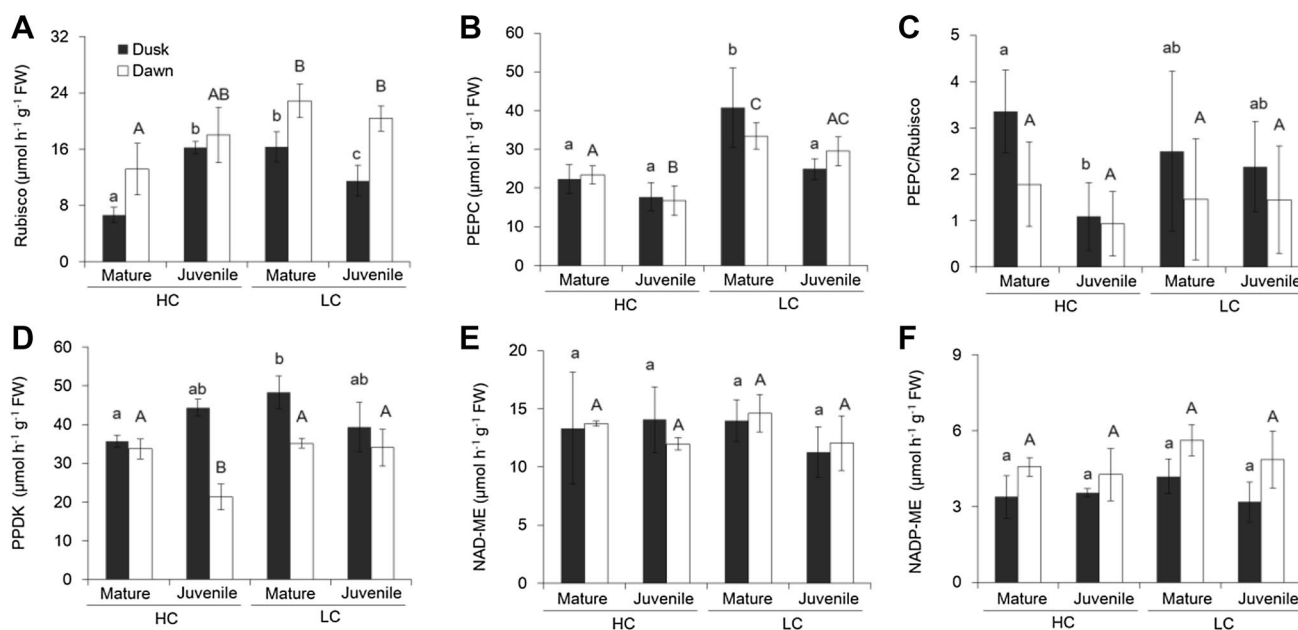 A
Rubisco (µmol h⁻¹ g⁻¹ FW)
32
24
16
8
0
Dusk
Dawn
a
A
b
AB
b
B
c
B
Mature Juvenile Mature Juvenile
HC LC
B
PEPC (µmol h⁻¹ g⁻¹ FW)
60
50
40
30
20
10
0
a
A
a
B
b
C
a
AC
Mature Juvenile Mature Juvenile
HC LC
C
PEPC/Rubisco
5
4
3
2
1
0
a
A
b
A
ab
A
ab
A
Mature Juvenile Mature Juvenile
HC LC
D
PPDK (µmol h⁻¹ g⁻¹ FW)
60
50
40
30
20
10
0
a
A
ab
B
b
A
ab
A
Mature Juvenile Mature Juvenile
HC LC
E
NAD-ME (µmol h⁻¹ g⁻¹ FW)
20
15
10
5
0
a
A
a
A
a
A
a
A
Mature Juvenile Mature Juvenile
HC LC
F
NADP-ME (µmol h⁻¹ g⁻¹ FW)
9
6
3
0
a
A
a
A
a
A
a
A
Mature Juvenile Mature Juvenile
HC LC